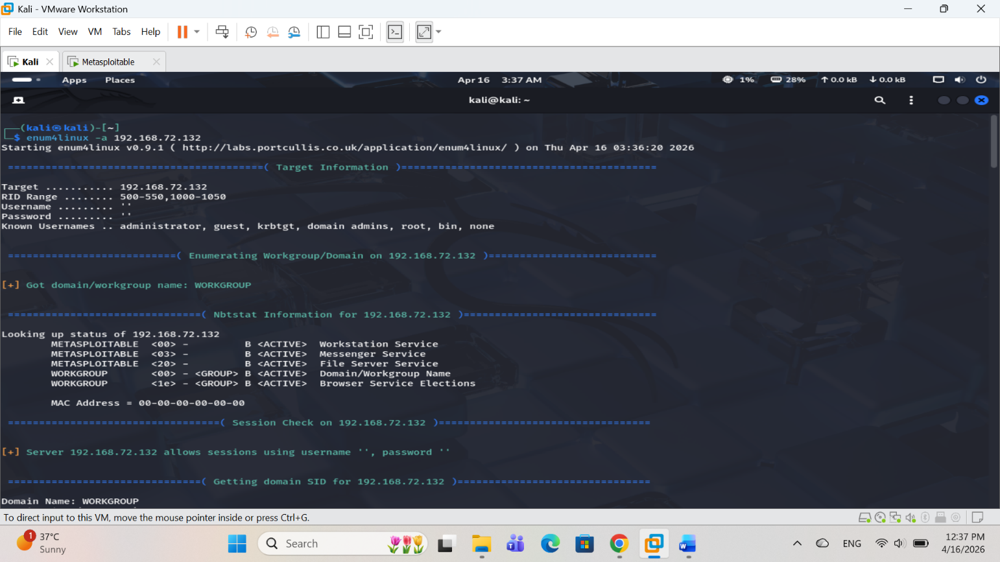 Kali - VMware Workstation
File Edit View VM Tabs Help
Kali Metasploitable
Apps Places Apr 16 3:37 AM 1% 28% ↑ 0.0 kB ↓ 0.0 kB
kali@kali: ~
┌──(kali㉿kali)-[~]
└─$ enum4linux -a 192.168.72.132
Starting enum4linux v0.9.1 ( http://labs.portcullis.co.uk/application/enum4linux/ ) on Thu Apr 16 03:36:20 2026
=========================================( Target Information )=========================================
Target ........... 192.168.72.132
RID Range ........ 500-550,1000-1050
Username ......... ''
Password ......... ''
Known Usernames .. administrator, guest, krbtgt, domain admins, root, bin, none
===========================( Enumerating Workgroup/Domain on 192.168.72.132 )===========================
[+] Got domain/workgroup name: WORKGROUP
===============================( Nbtstat Information for 192.168.72.132 )===============================
Looking up status of 192.168.72.132
METASPLOITABLE <00> - B <ACTIVE> Workstation Service
METASPLOITABLE <03> - B <ACTIVE> Messenger Service
METASPLOITABLE <20> - B <ACTIVE> File Server Service
WORKGROUP <00> - <GROUP> B <ACTIVE> Domain/Workgroup Name
WORKGROUP <1e> - <GROUP> B <ACTIVE> Browser Service Elections
MAC Address = 00-00-00-00-00-00
==================================( Session Check on 192.168.72.132 )==================================
[+] Server 192.168.72.132 allows sessions using username '', password ''
===============================( Getting domain SID for 192.168.72.132 )===============================
Domain Name: WORKGROUP
To direct input to this VM, move the mouse pointer inside or press Ctrl+G.
1
37°C
Sunny
Search
ENG
12:37 PM
4/16/2026